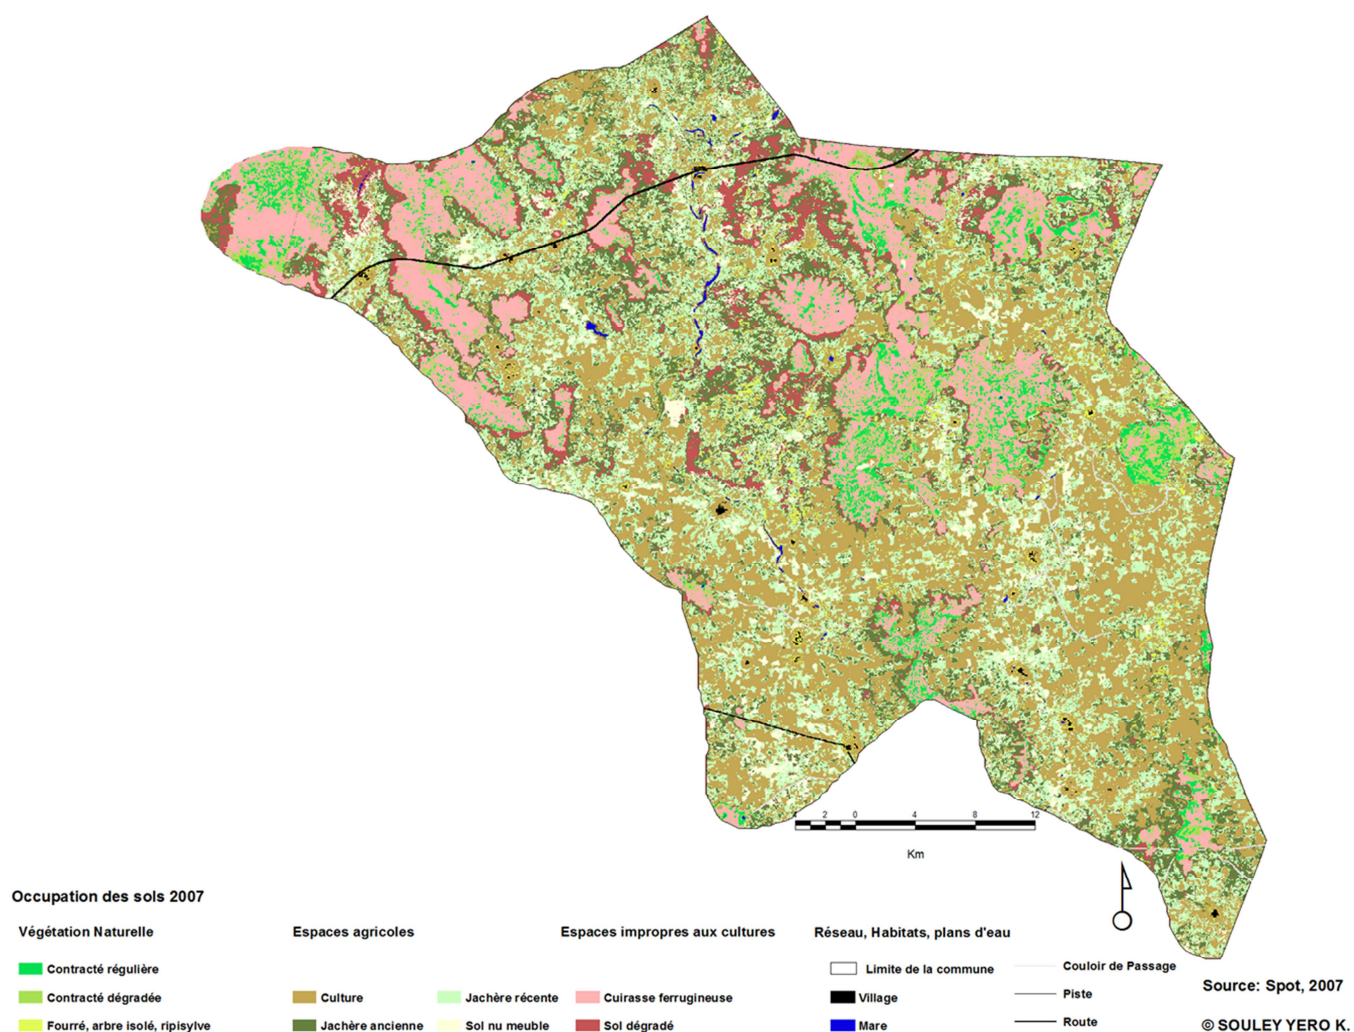 4 2 0 4 8 12
Km
Occupation des sols 2007
Végétation Naturelle
Contracté régulière
Contracté dégradée
Fourré, arbre isolé, ripisylve
Espaces agricoles
Culture
Jachère ancienne
Jachère récente
Sol nu meuble
Espaces impropres aux cultures
Cuirasse ferrugineuse
Sol dégradé
Réseau, Habitats, plans d'eau
Limite de la commune
Village
Mare
Couloir de Passage
Piste
Route
Source: Spot, 2007
© SOULEY YERO K.